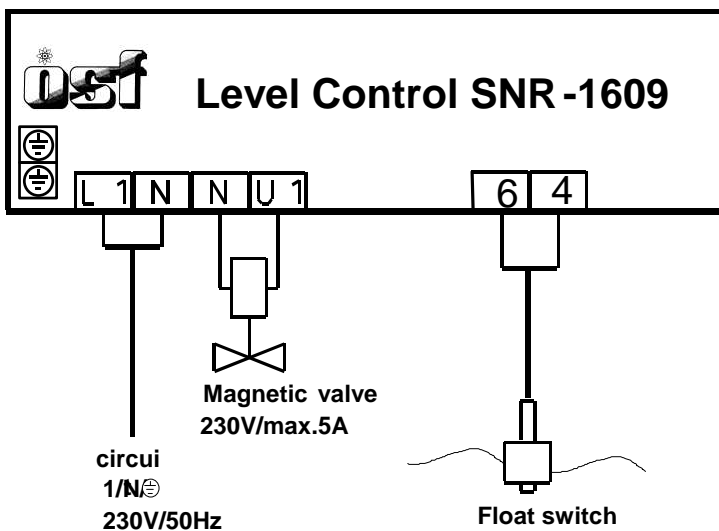 osf
Level Control SNR-1609
L 1 N N U 1
6 4
Magnetic valve
230V/max.5A
circui
1/N/
230V/50Hz
Float switch